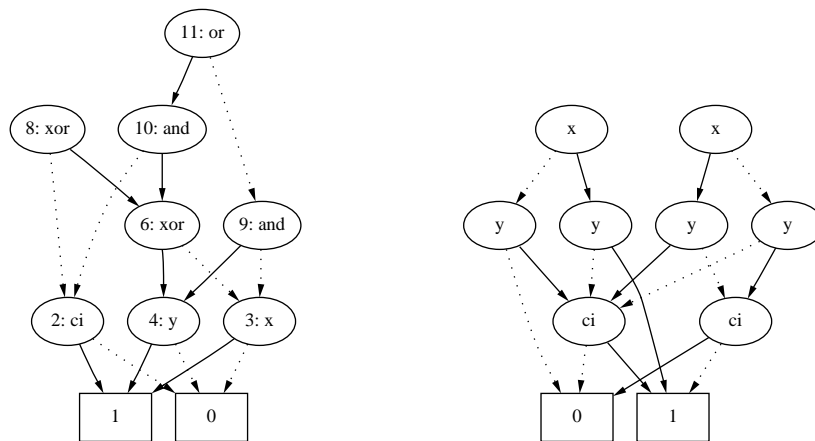 11: or
8: xor
10: and
x
x
6: xor
9: and
y
y
y
y
2: ci
4: y
3: x
ci
ci
1
0
0
1